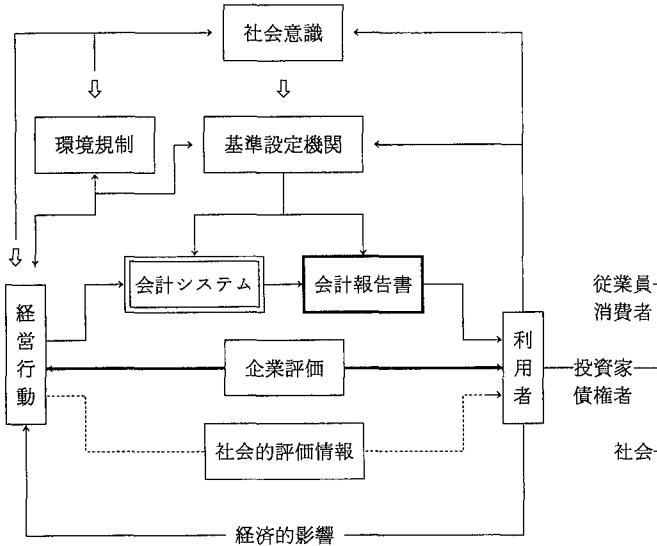 社会意識
環境規制
基準設定機関
会計システム
会計報告書
従業員
消費者
経営行動
企業評価
利用者
投資家
債権者
社会的評価情報
社会
経済的影響